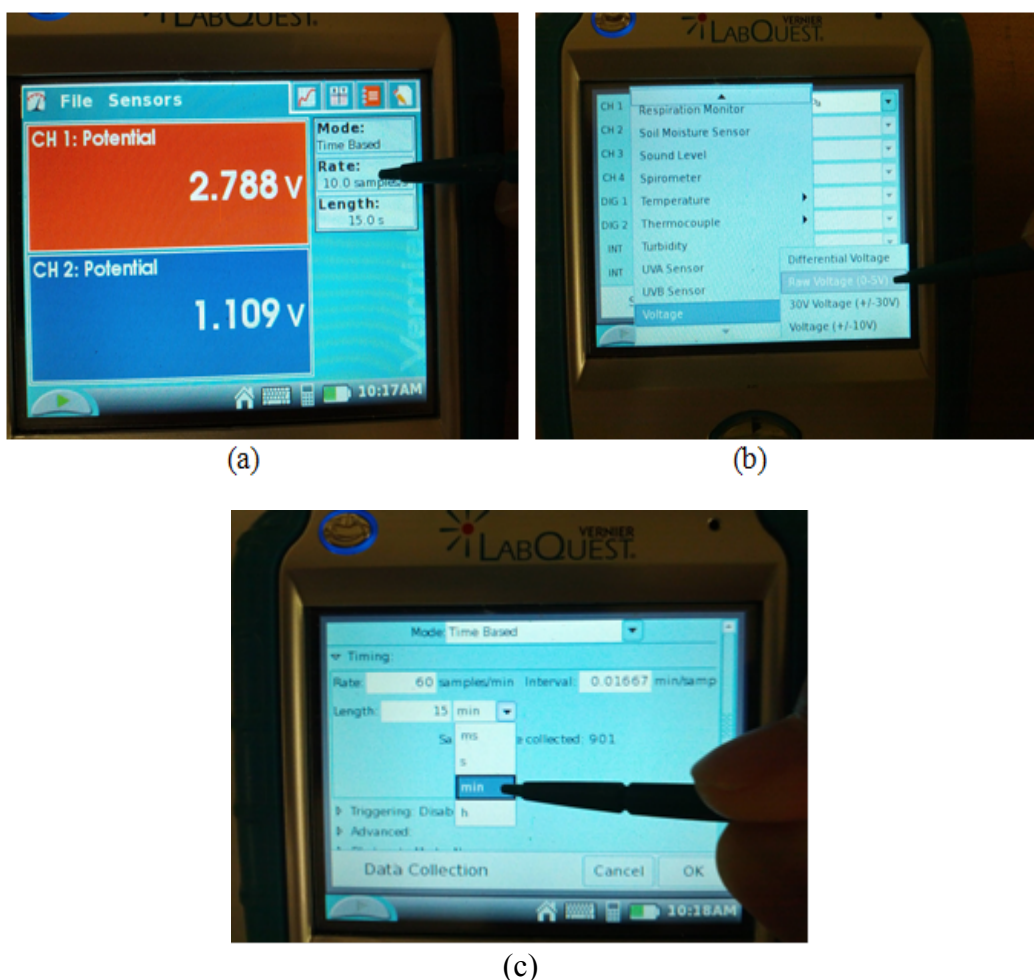 LABQUEST.
File Sensors
CH 1: Potential
2.788 V
CH 2: Potential
1.109 V
Mode:
Time Based
Rate:
10.0 samples/s
Length:
15.0 s
Vernier
10:17AM
(a)
VERNIER
LABQUEST.
CH 1
CH 2
CH 3
CH 4
DIG 1
DIG 2
INT
INT
Respiration Monitor
Soil Moisture Sensor
Sound Level
Spirometer
Temperature
Thermocouple
Turbidity
UVA Sensor
UVB Sensor
Voltage
Differential Voltage
Raw Voltage (0-5V)
30V Voltage (+/-30V)
Voltage (+/-10V)
(b)
VERNIER
LABQUEST.
Mode: Time Based
Timing:
Rate: 60 samples/min Interval: 0.01667 min/samp
Length: 15 min
Sa e collected: 901
ms
s
min
h
Triggering: Disab
Advanced:
Data Collection Cancel OK
10:18AM
(c)